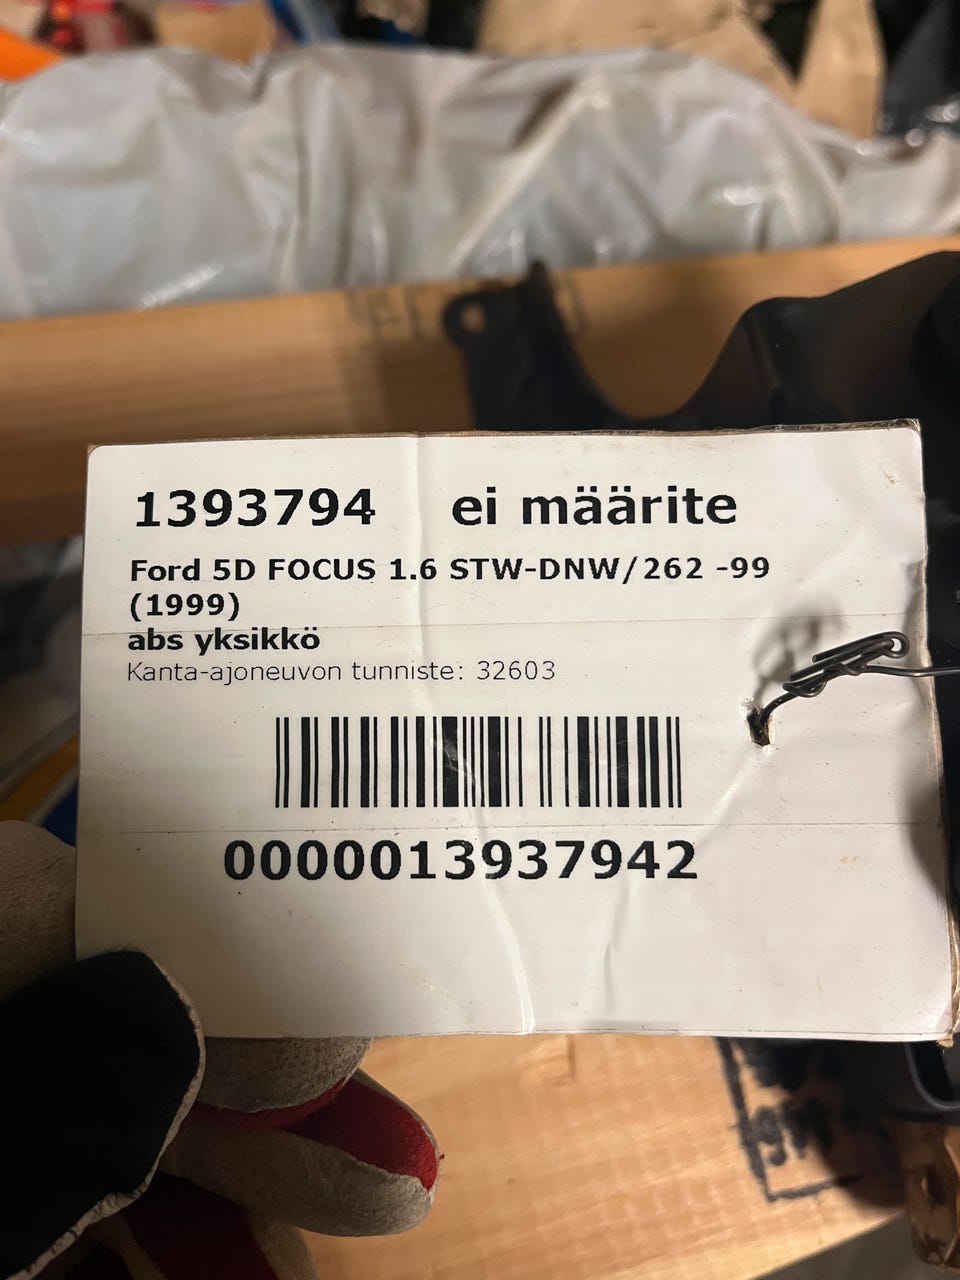 1393794 ei määrite
Ford 5D FOCUS 1.6 STW-DNW/262 -99
(1999)
abs yksikkö
Kanta-ajoneuvon tunniste: 32603
0000013937942